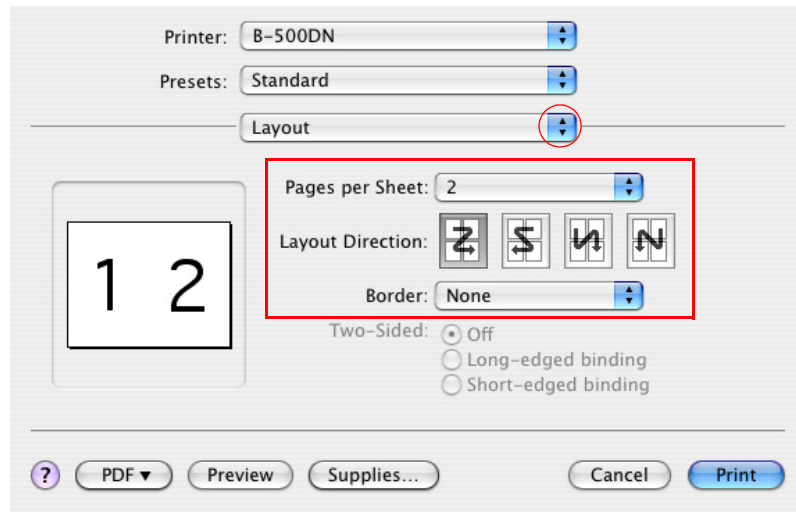 Printer: B-500DN
Presets: Standard
Layout
Pages per Sheet: 2
Layout Direction:
1 2
Border: None
Two-Sided: Off
Long-edged binding
Short-edged binding
? PDF▼ Preview Supplies... Cancel Print